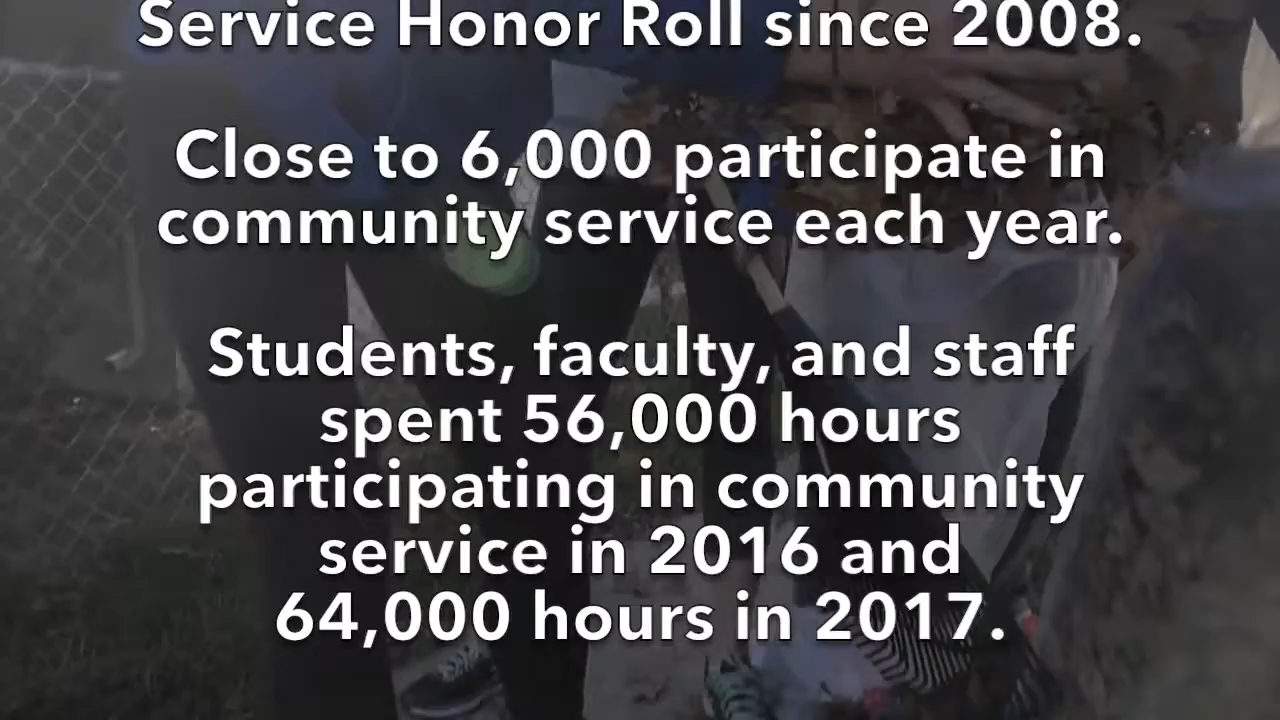 Service Honor Roll since 2008.
Close to 6,000 participate in
community service each year.
Students, faculty, and staff
spent 56,000 hours
participating in community
service in 2016 and
64,000 hours in 2017.